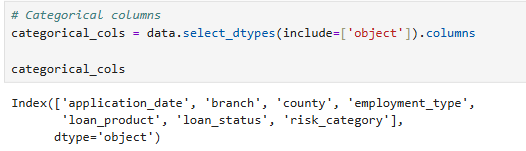 # Categorical columns
categorical_cols = data.select_dtypes(include=['object']).columns
categorical_cols
Index(['application_date', 'branch', 'county', 'employment_type',
'loan_product', 'loan_status', 'risk_category'],
dtype='object')